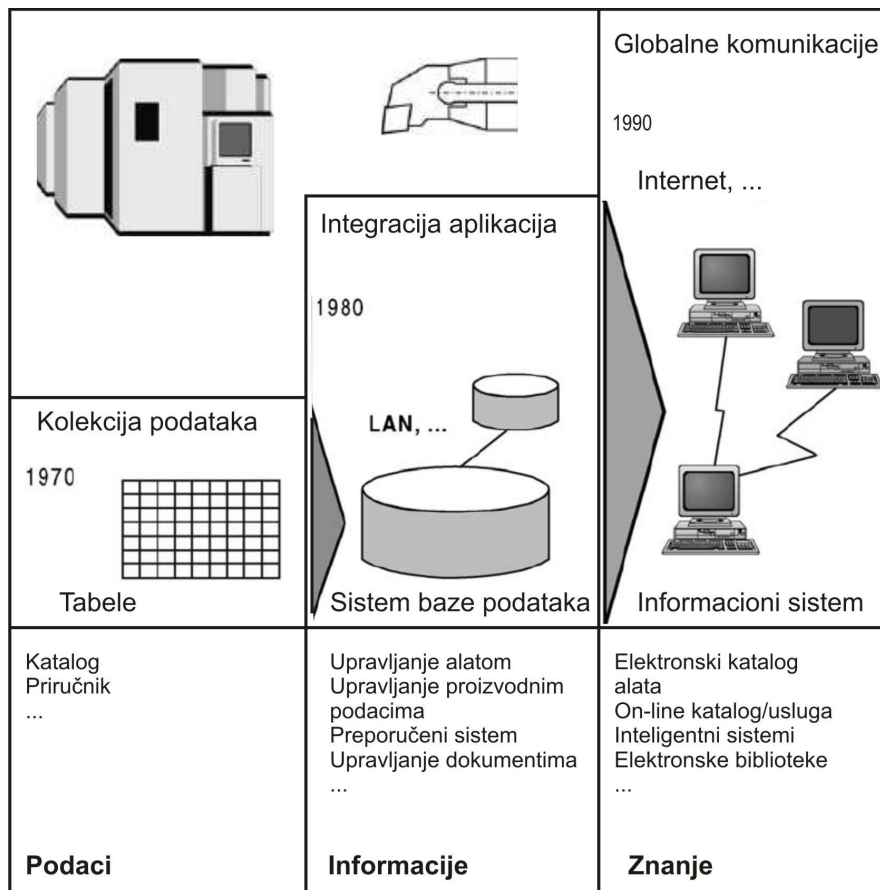 Globalne komunikacije
1990
Internet, ...
Integracija aplikacija
1980
LAN, ...
Kolekcija podataka
1970
Tabele
Sistem baze podataka
Informacioni sistem
Katalog
Priručnik
...
Upravljanje alatom
Upravljanje proizvodnim
podacima
Preporučeni sistem
Upravljanje dokumentima
...
Elektronski katalog
alata
On-line katalog/usluga
Inteligentni sistemi
Elektronske biblioteke
...
Podaci
Informacije
Znanje